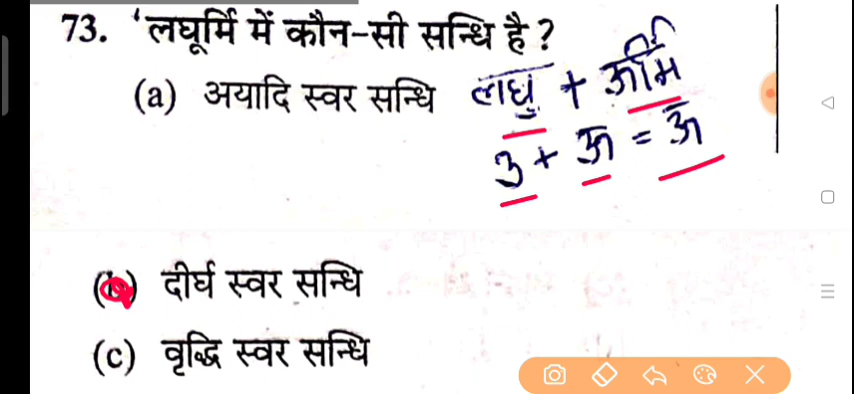 73. 'लघूर्मि में कौन-सी सन्धि है ?
(a) अयादि स्वर सन्धि लघु + ऊर्मि
उ + ऊ = ऊ
(b) दीर्घ स्वर सन्धि
(c) वृद्धि स्वर सन्धि